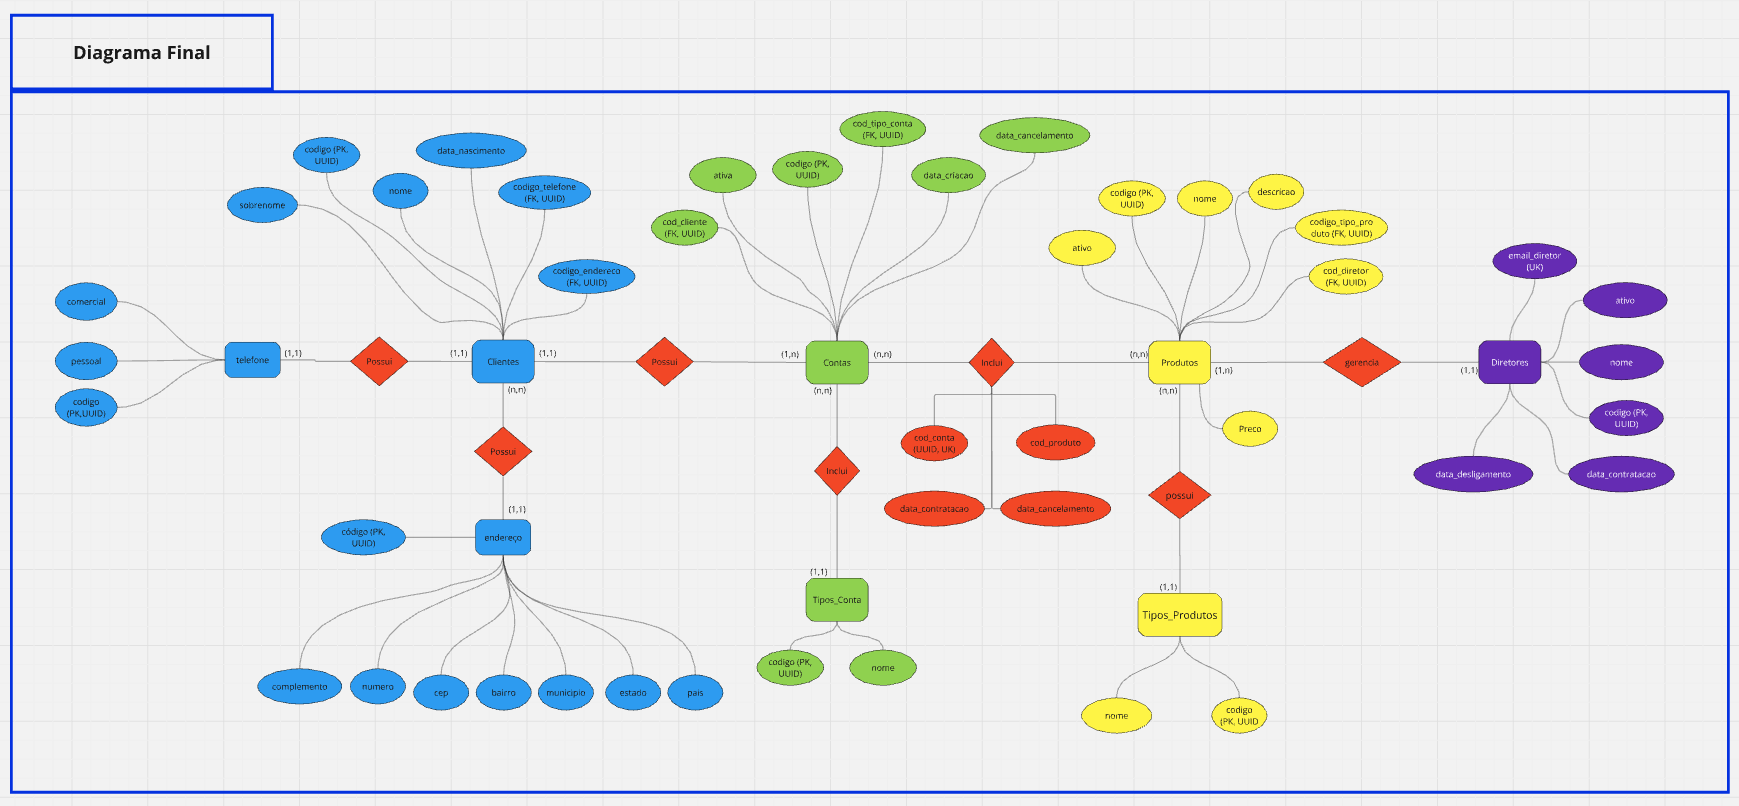 Diagrama Final
cod_tipo_conta
(FK, UUID)
data_cancelamento
codigo (PK,
UUID)
data_nascimento
ativa
codigo (PK,
UUID)
data_criacao
sobrenome
nome
codigo_telefone
(FK, UUID)
cod_cliente
(FK, UUID)
codigo (PK,
UUID)
nome
descricao
codigo_tipo_pro
duto (FK, UUID)
ativo
cod_diretor
(FK, UUID)
email_diretor
(UK)
codigo_endereco
(FK, UUID)
comercial
ativo
pessoal
codigo
(PK,UUID)
telefone
(1,1)
Possui
(1,1)
Clientes
(1,1)
(n,n)
Possui
(1,n)
Contas
(n,n)
(n,n)
Inclui
(n,n)
Produtos
(1,n)
(n,n)
gerencia
(1,1)
Diretores
nome
codigo (PK,
UUID)
Preco
cod_conta
(UUID, UK)
cod_produto
Possui
Inclui
data_desligamento
data_contratacao
possui
data_contratacao
data_cancelamento
(1,1)
código (PK,
UUID)
endereço
(1,1)
Tipos_Conta
(1,1)
Tipos_Produtos
codigo (PK,
UUID)
nome
complemento
numero
cep
bairro
municipio
estado
pais
nome
codigo
(PK, UUID